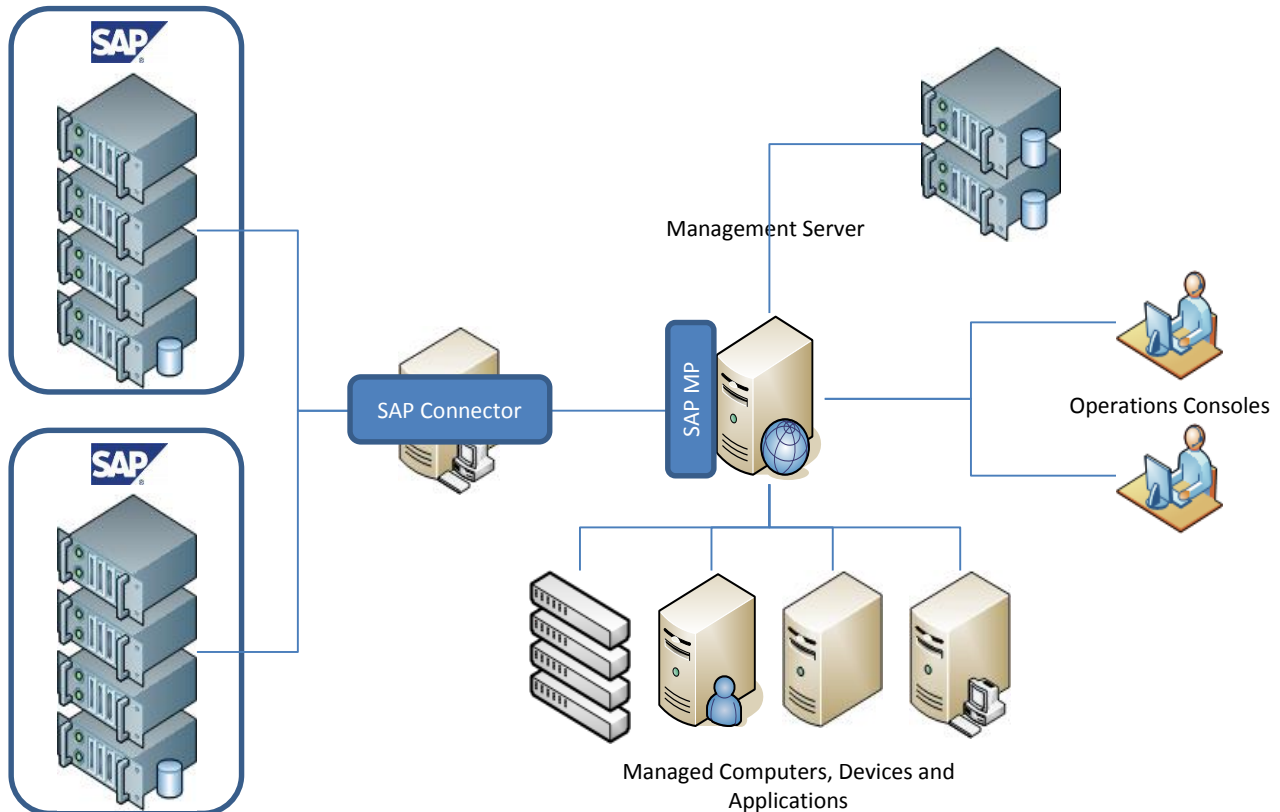 SAP
®
Management Server
SAP Connector
SAP MP
Operations Consoles
SAP
®
Managed Computers, Devices and
Applications